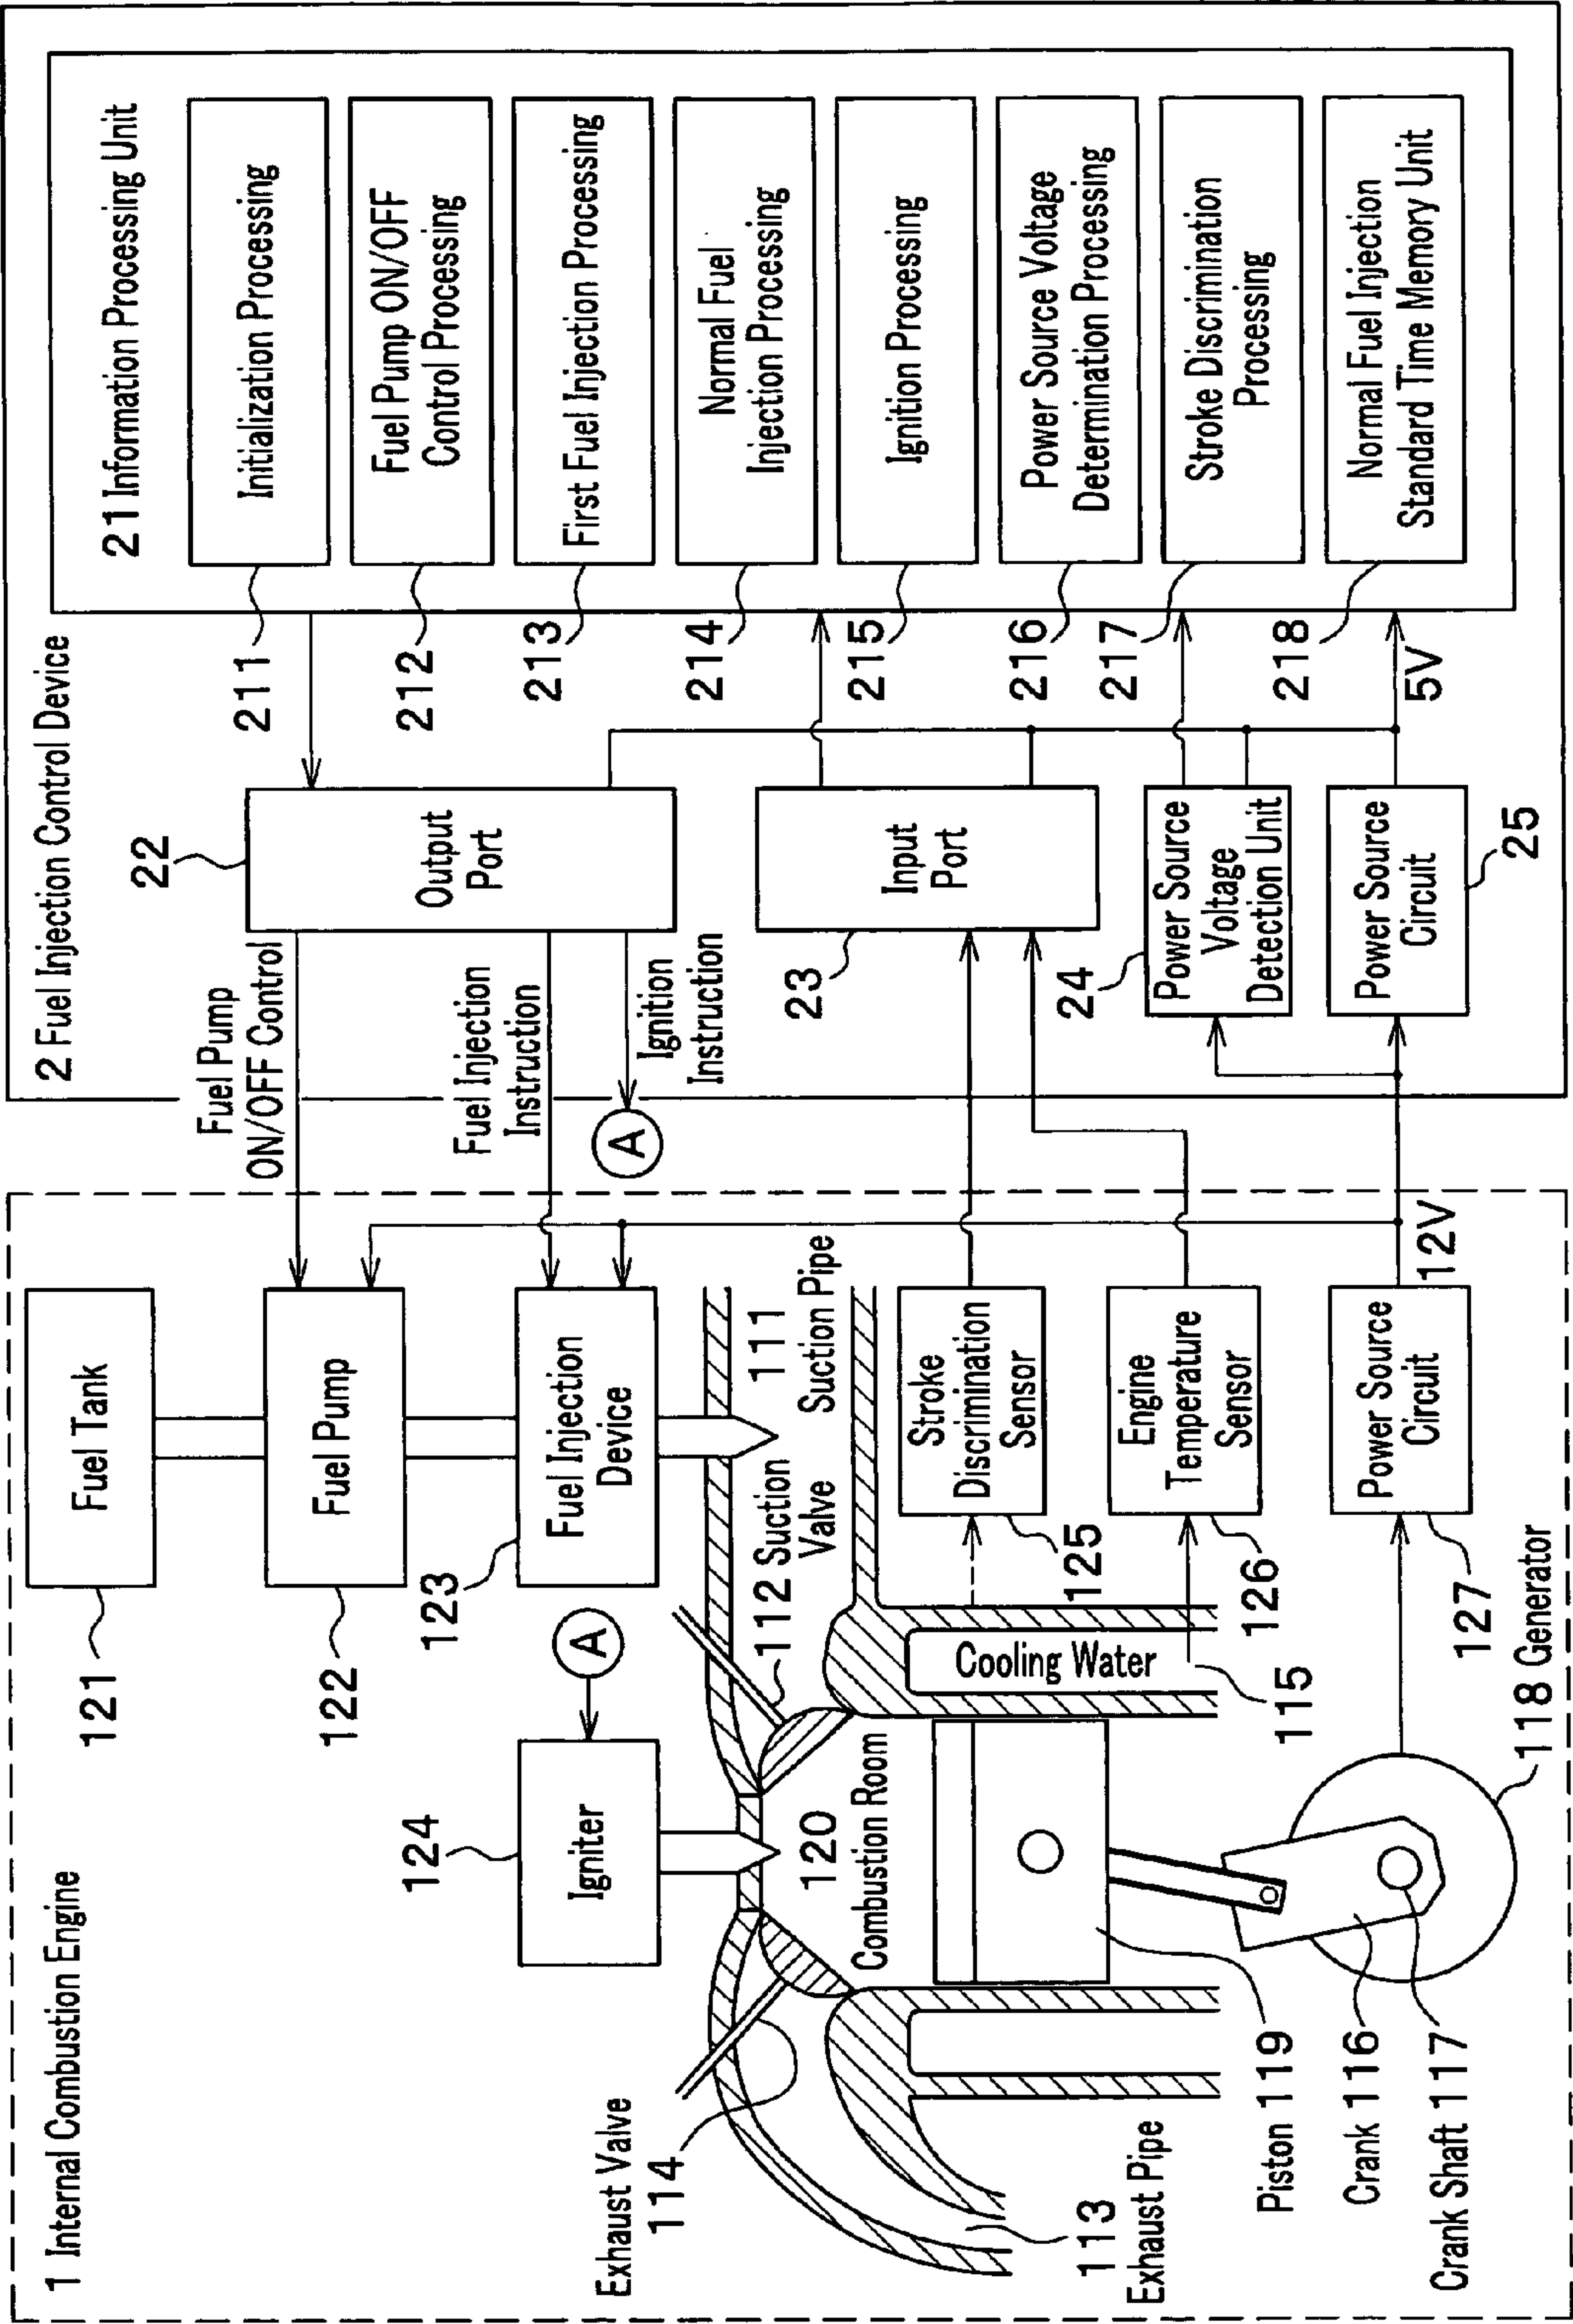 1 Internal Combustion Engine
121
Fuel Tank
122
Fuel Pump
123
Fuel Injection
Device
124
Igniter
A
Exhaust Valve
114
112 Suction
Valve
111
Suction Pipe
120
Combustion Room
113
Exhaust Pipe
Cooling Water
115
Stroke
Discrimination
Sensor
125
Engine
Temperature
Sensor
126
Power Source
Circuit
127
12V
118 Generator
Piston 119
Crank 116
Crank Shaft 117
2 Fuel Injection Control Device
Fuel Pump
ON/OFF Control
Fuel Injection
Instruction
Ignition
Instruction
A
22
Output
Port
23
Input
Port
24
Power Source
Voltage
Detection Unit
Power Source
Circuit
25
5V
21 Information Processing Unit
211
Initialization Processing
212
Fuel Pump ON/OFF
Control Processing
213
First Fuel Injection Processing
214
Normal Fuel
Injection Processing
215
Ignition Processing
216
Power Source Voltage
Determination Processing
217
Stroke Discrimination
Processing
218
Normal Fuel Injection
Standard Time Memory Unit